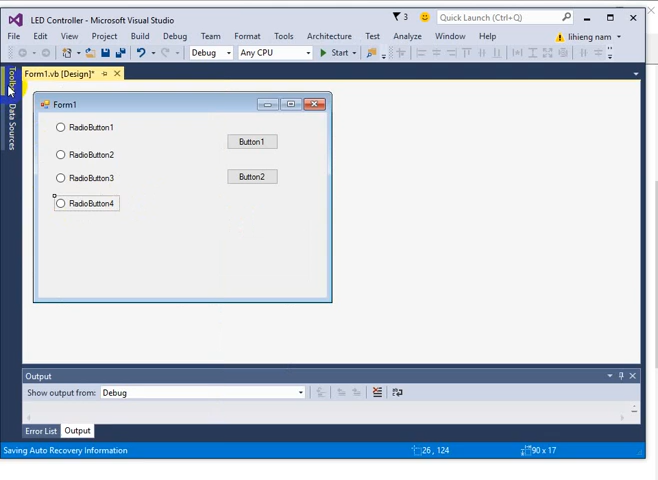 LED Controller - Microsoft Visual Studio
3
Quick Launch (Ctrl+Q)
File Edit View Project Build Debug Team Format Tools Architecture Test Analyze Window Help lihieng nam
Debug Any CPU Start
Toolbox
Data Sources
Form1.vb [Design]*
Form1
RadioButton1
Button1
RadioButton2
RadioButton3
Button2
RadioButton4
Output
Show output from: Debug
Error List Output
Saving Auto Recovery Information 26 , 124 90 x 17